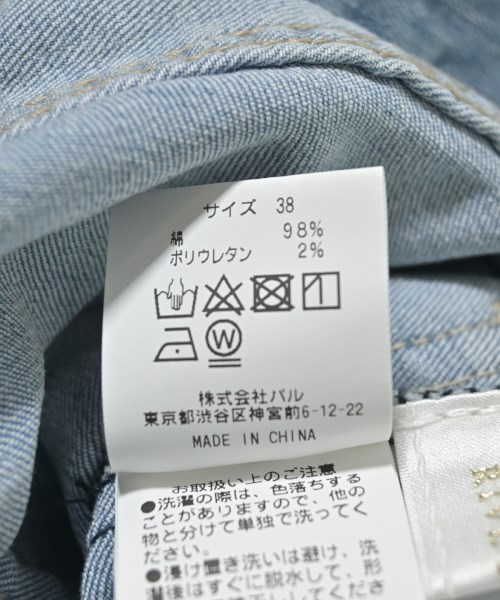 サイズ 38
綿 98%
ポリウレタン 2%
W
株式会社パル
東京都渋谷区神宮前6-12-22
MADE IN CHINA
お取扱い上のご注意
●洗濯の際は、色落ちする
ことがありますので、他の
物と分けて単独で洗ってく
ださい。
●浸け置き洗いは避け、洗
濯後はすぐに脱水して、形